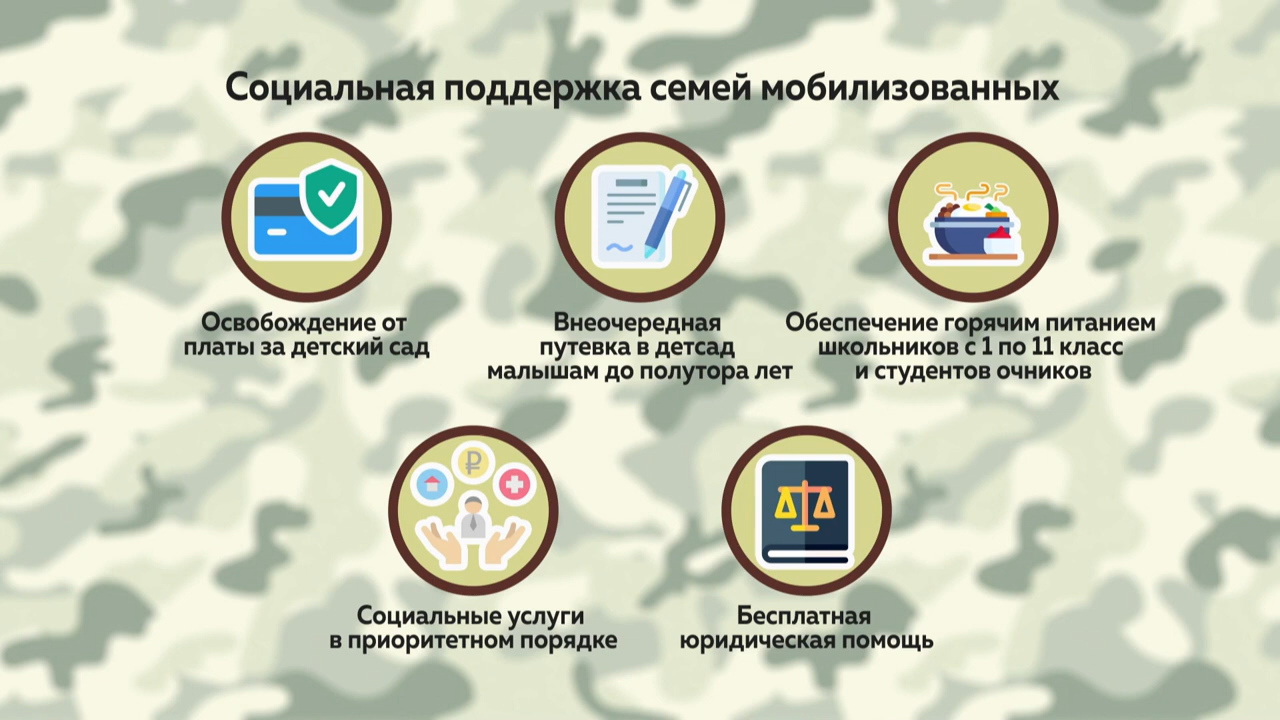 Социальная поддержка семей мобилизованных
Освобождение от
платы за детский сад
Внеочередная
путевка в детсад
малышам до полутора лет
Обеспечение горячим питанием
школьников с 1 по 11 класс
и студентов очников
₽
Социальные услуги
в приоритетном порядке
Бесплатная
юридическая помощь